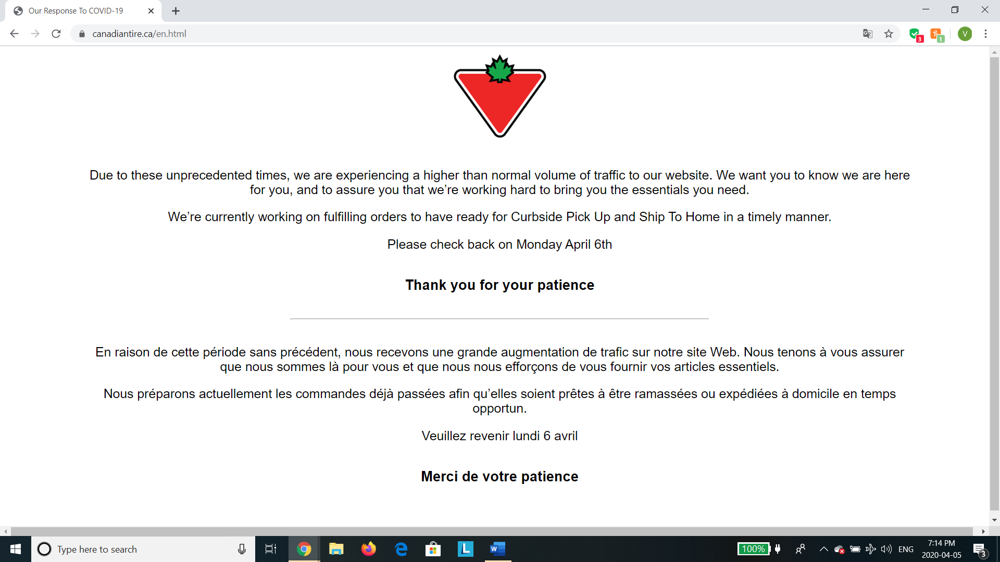 Our Response To COVID-19
canadiantire.ca/en.html
3
1
V
Due to these unprecedented times, we are experiencing a higher than normal volume of traffic to our website. We want you to know we are here
for you, and to assure you that we’re working hard to bring you the essentials you need.
We’re currently working on fulfilling orders to have ready for Curbside Pick Up and Ship To Home in a timely manner.
Please check back on Monday April 6th
Thank you for your patience
En raison de cette période sans précédent, nous recevons une grande augmentation de trafic sur notre site Web. Nous tenons à vous assurer
que nous sommes là pour vous et que nous nous efforçons de vous fournir vos articles essentiels.
Nous préparons actuellement les commandes déjà passées afin qu’elles soient prêtes à être ramassées ou expédiées à domicile en temps
opportun.
Veuillez revenir lundi 6 avril
Merci de votre patience
Type here to search
L
W
100%
ENG
7:14 PM
2020-04-05
3